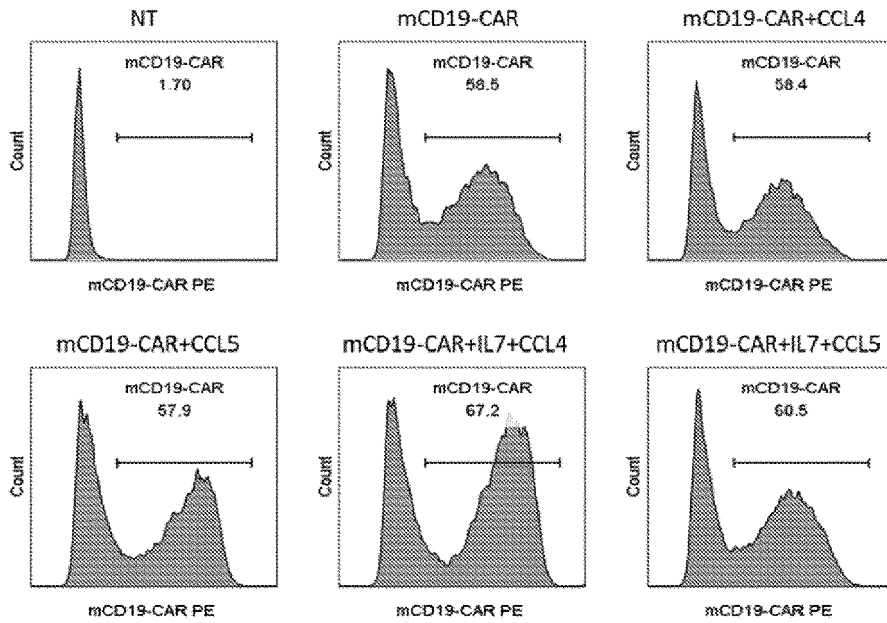 NT
mCD19-CAR
1.70
Count
mCD19-CAR PE
mCD19-CAR
mCD19-CAR
58.5
Count
mCD19-CAR PE
mCD19-CAR+CCL4
mCD19-CAR
58.4
Count
mCD19-CAR PE
mCD19-CAR+CCL5
mCD19-CAR
57.9
Count
mCD19-CAR PE
mCD19-CAR+IL7+CCL4
mCD19-CAR
67.2
Count
mCD19-CAR PE
mCD19-CAR+IL7+CCL5
mCD19-CAR
60.5
Count
mCD19-CAR PE